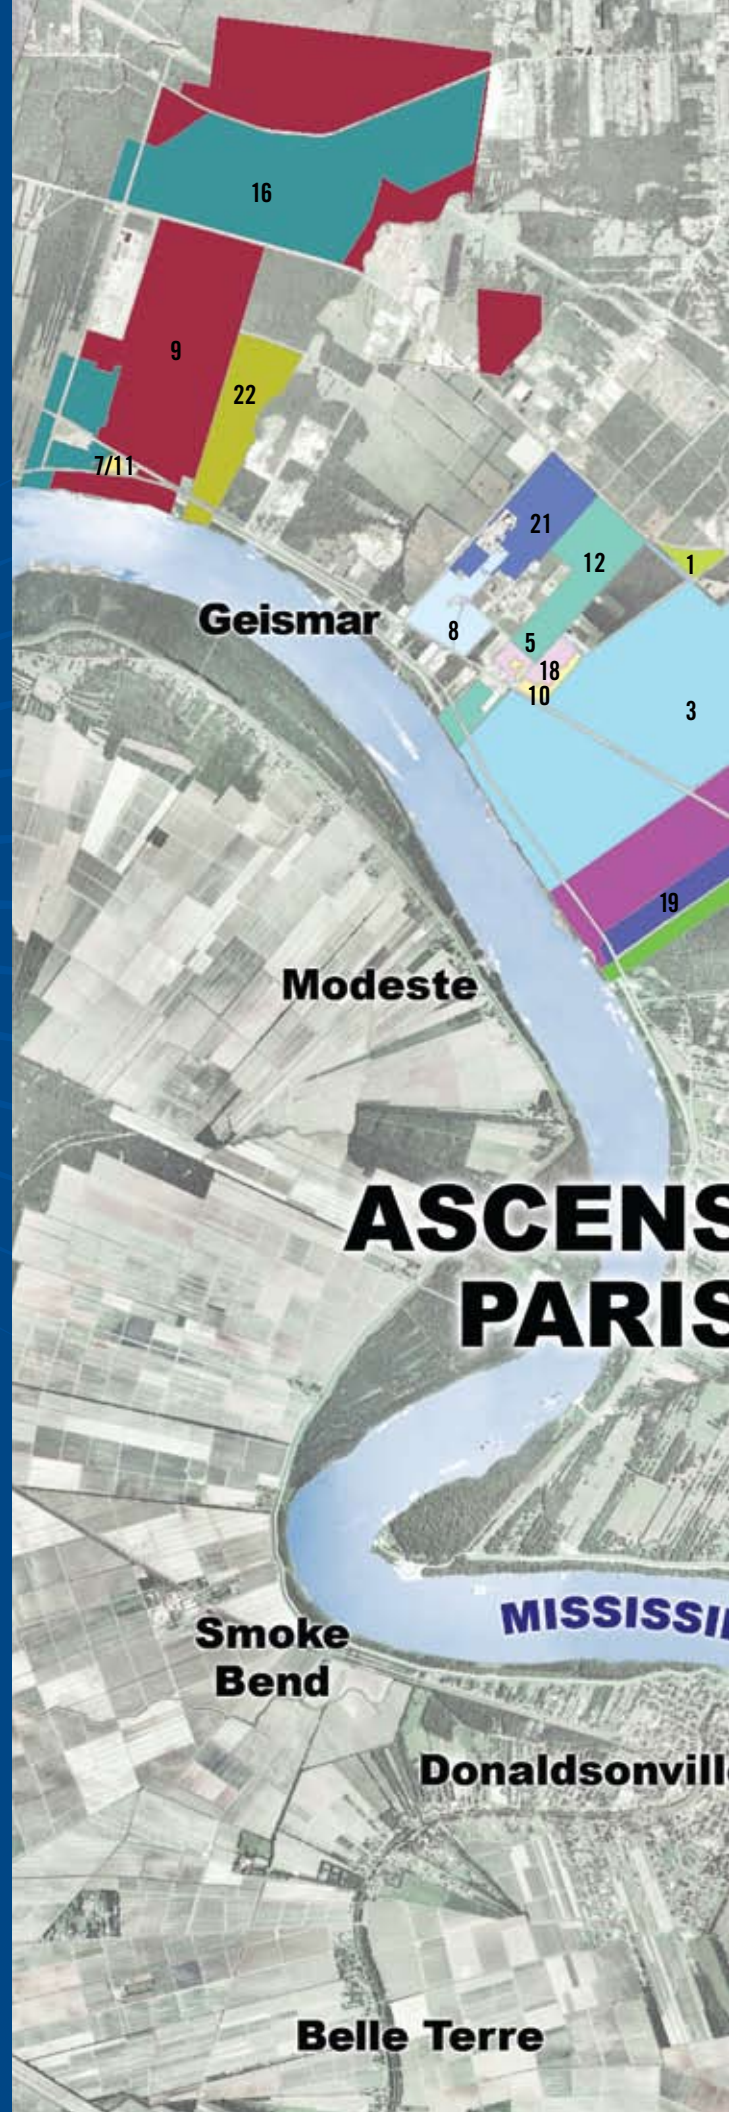 16
9
22
7/11
21
12
1
Geismar
8
5
18
10
3
19
Modeste
ASCENS
PARIS
MISSISSI
Smoke
Bend
Donaldsonvill
Belle Terre